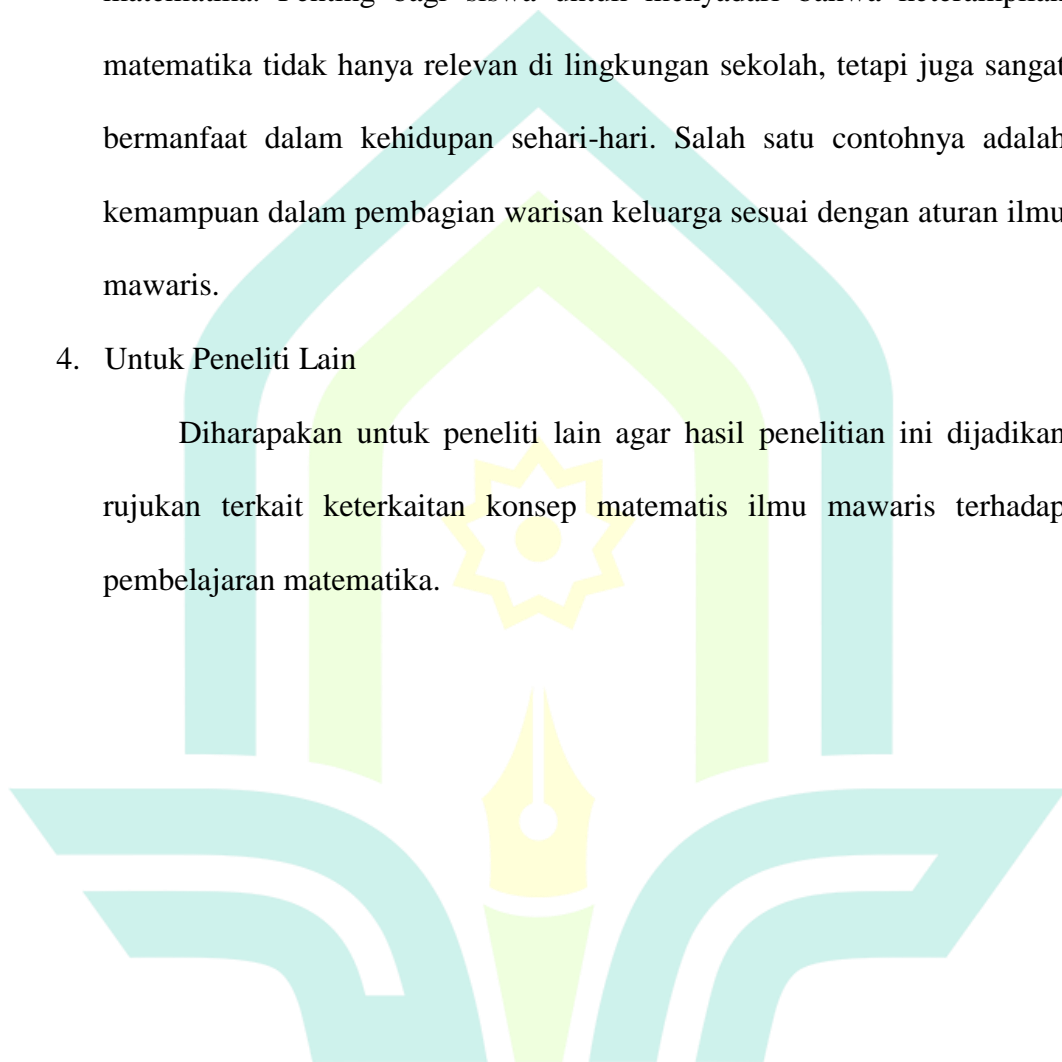 matematika. Penting bagi siswa untuk menyadari bahwa keterampilan
matematika tidak hanya relevan di lingkungan sekolah, tetapi juga sangat
bermanfaat dalam kehidupan sehari-hari. Salah satu contohnya adalah
kemampuan dalam pembagian warisan keluarga sesuai dengan aturan ilmu
mawaris.
4. Untuk Peneliti Lain
Diharapakan untuk peneliti lain agar hasil penelitian ini dijadikan
rujukan terkait keterkaitan konsep matematis ilmu mawaris terhadap
pembelajaran matematika.